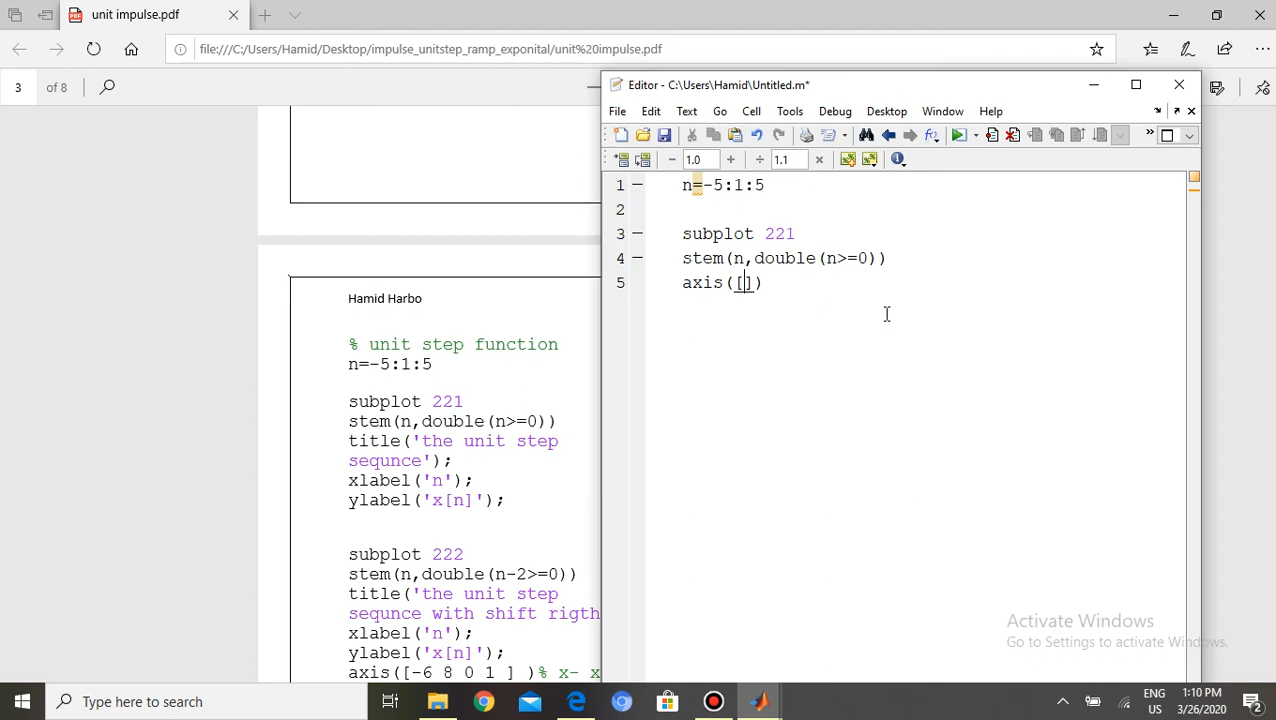 unit impulse.pdf
file:///C:/Users/Hamid/Desktop/impulse_unitstep_ramp_exponital/unit%20impulse.pdf
3 of 8
Hamid Harbo
% unit step function
n=-5:1:5
subplot 221
stem(n,double(n>=0))
title('the unit step
sequnce');
xlabel('n');
ylabel('x[n]');
subplot 222
stem(n,double(n-2>=0))
title('the unit step
sequnce with shift rigth
xlabel('n');
ylabel('x[n]');
axis([-6 8 0 1 ] )% x- x
Editor - C:\Users\Hamid\Untitled.m*
File Edit Text Go Cell Tools Debug Desktop Window Help
1.0 1.1
1 n=-5:1:5
2
3 subplot 221
4 stem(n,double(n>=0))
5 axis([])
Activate Windows
Go to Settings to activate Windows.
Type here to search
ENG
US
1:10 PM
3/26/2020
2